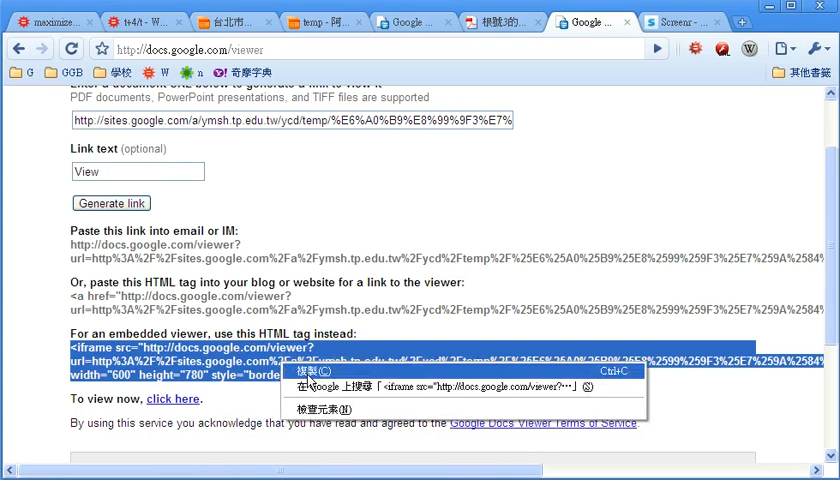 maximize...
t+4/t - W...
台北市...
temp - 阿...
Google ...
根號3的...
Google ...
Screenr - ...
http://docs.google.com/viewer
G
GGB
學校
W
n
Y! 奇摩字典
其他書籤
PDF documents, PowerPoint presentations, and TIFF files are supported
http://sites.google.com/a/ymsh.tp.edu.tw/ycd/temp/%E6%A0%B9%E8%99%9F3%E7%
Link text (optional)
View
Generate link
Paste this link into email or IM:
http://docs.google.com/viewer?
url=http%3A%2F%2Fsites.google.com%2Fa%2Fymsh.tp.edu.tw%2Fycd%2Ftemp%2F%25E6%25A0%25B9%25E8%2599%259F3%25E7%259A%2584%
Or, paste this HTML tag into your blog or website for a link to the viewer:
<a href="http://docs.google.com/viewer?
url=http%3A%2F%2Fsites.google.com%2Fa%2Fymsh.tp.edu.tw%2Fycd%2Ftemp%2F%25E6%25A0%25B9%25E8%2599%259F3%25E7%259A%2584%
For an embedded viewer, use this HTML tag instead:
<iframe src="http://docs.google.com/viewer?
url=http%3A%2F%2Fsites.google.com%2Fa%2Fymsh.tp.edu.tw%2Fycd%2Ftemp%2F%25E6%25A0%25B9%25E8%2599%259F3%25E7%259A%2584%
width="600" height="780" style="borde
複製(C) Ctrl+C
在 Google 上搜尋「<iframe src="http://docs.google.com/viewer?⋯」(S)
檢查元素(N)
To view now, click here.
By using this service you acknowledge that you have read and agreed to the Google Docs Viewer Terms of Service.